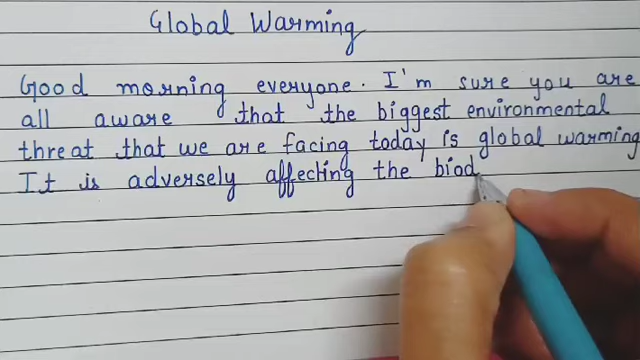 Global Warming
Good morning everyone. I'm sure you are
all aware that the biggest environmental
threat that we are facing today is global warming
It is adversely affecting the biod